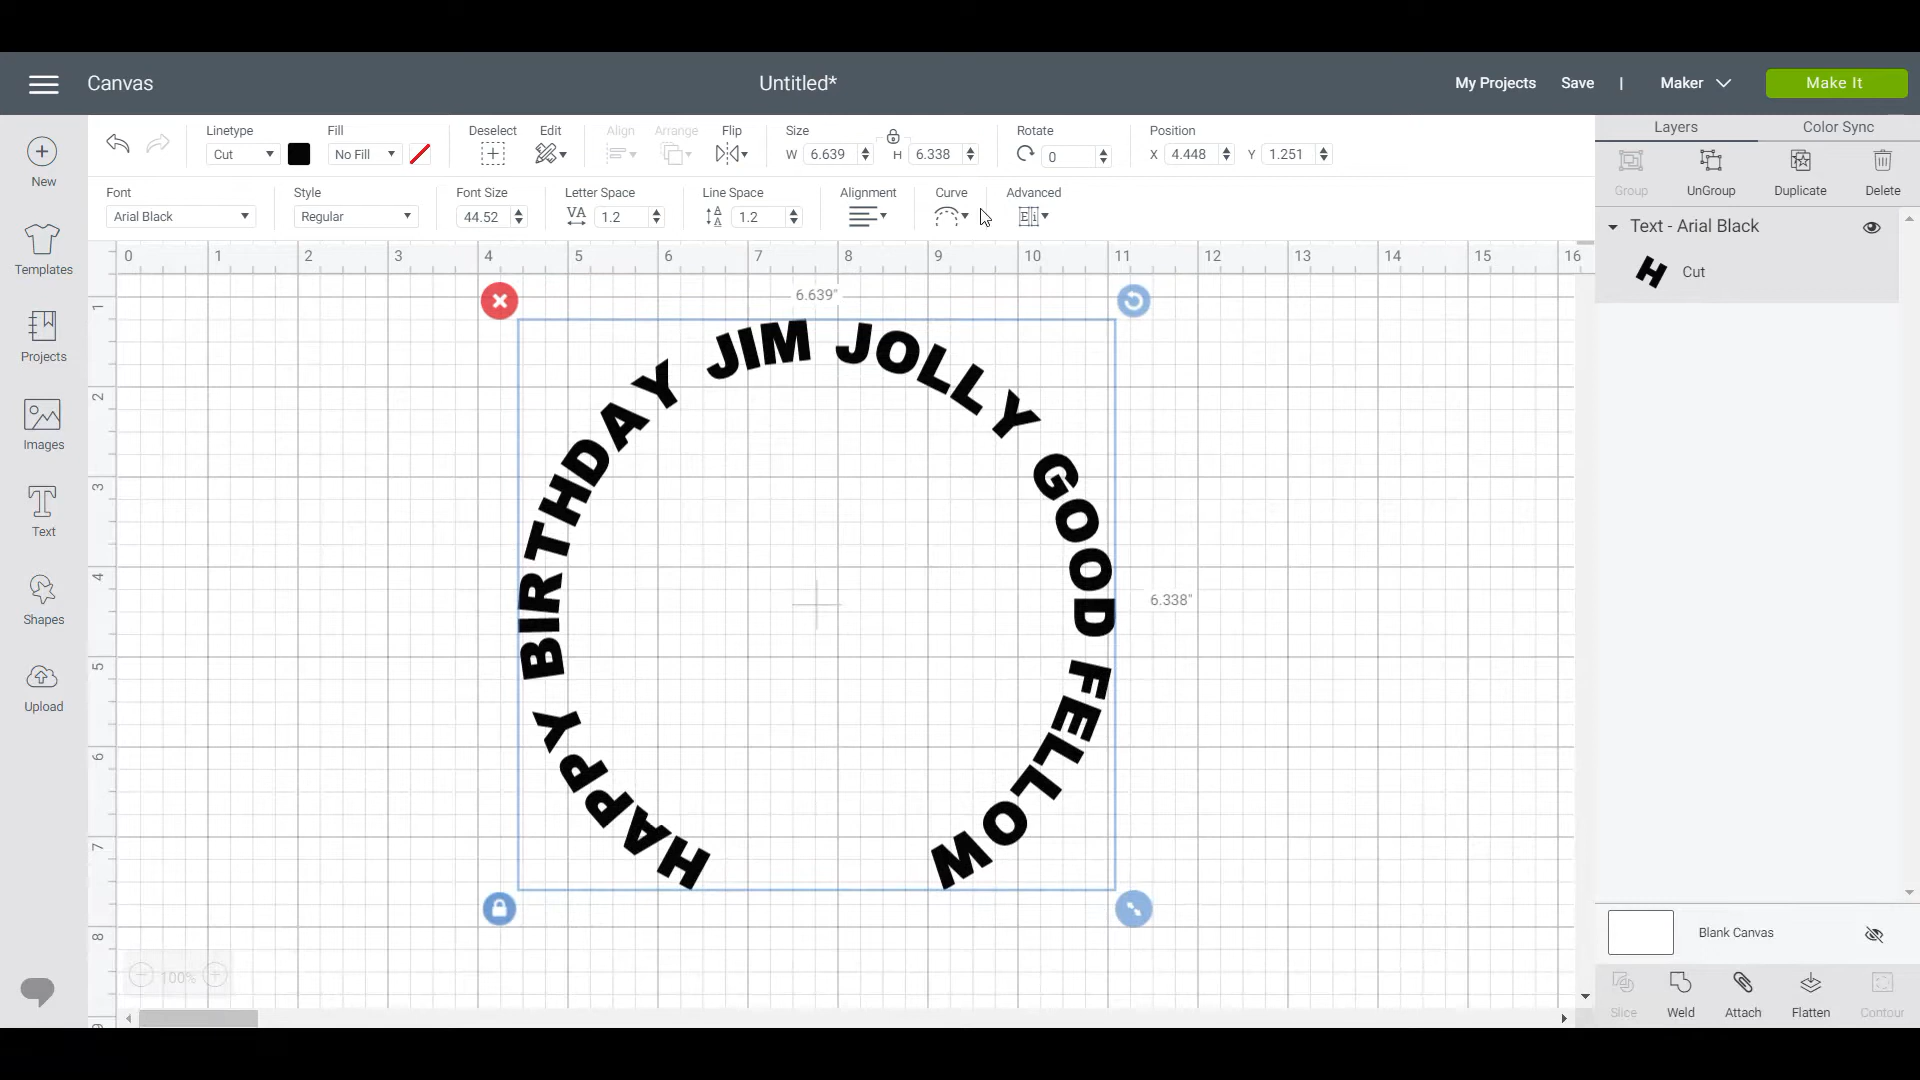 Canvas
Untitled*
My Projects
Save
|
Maker
Make It
New
Templates
Projects
Images
Text
Shapes
Upload
Linetype
Cut
Fill
No Fill
Deselect
Edit
Align
Arrange
Flip
Size
W 6.639
H 6.338
Rotate
0
Position
X 4.448
Y 1.251
Font
Arial Black
Style
Regular
Font Size
44.52
Letter Space
VA 1.2
Line Space
1.2
Alignment
Curve
Advanced
0 1 2 3 4 5 6 7 8 9 10 11 12 13 14 15 16
1
2
3
4
5
6
7
8
6.639"
HAPPY BIRTHDAY JIM JOLLY GOOD FELLOW
6.338"
100%
Layers
Color Sync
Group
UnGroup
Duplicate
Delete
Text - Arial Black
H Cut
Blank Canvas
Slice
Weld
Attach
Flatten
Contour